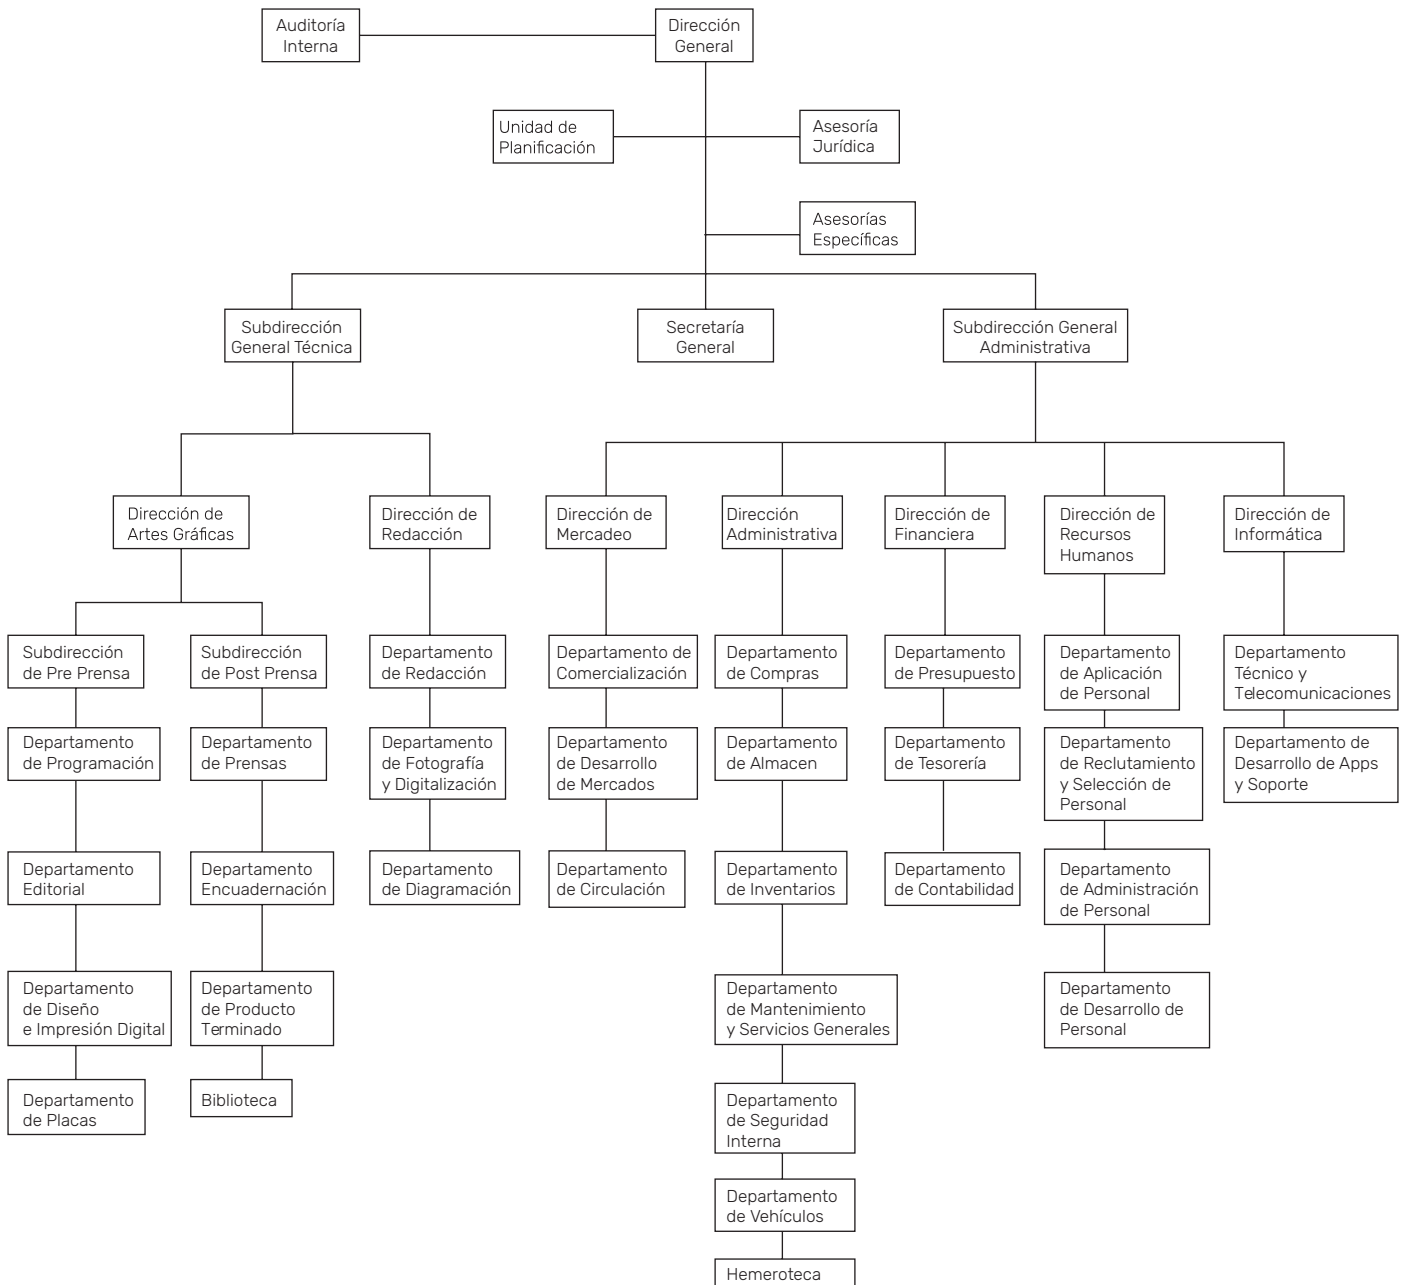 Auditoría
Interna
Dirección
General
Unidad de
Planificación
Asesoría
Jurídica
Asesorías
Específicas
Subdirección
General Técnica
Secretaría
General
Subdirección General
Administrativa
Dirección de
Artes Gráficas
Dirección de
Redacción
Dirección de
Mercadeo
Dirección
Administrativa
Dirección de
Financiera
Dirección de
Recursos
Humanos
Dirección de
Informática
Subdirección
de Pre Prensa
Subdirección
de Post Prensa
Departamento
de Redacción
Departamento de
Comercialización
Departamento
de Compras
Departamento
de Presupuesto
Departamento
de Aplicación
de Personal
Departamento
Técnico y
Telecomunicaciones
Departamento
de Programación
Departamento
de Prensas
Departamento
de Fotografía
y Digitalización
Departamento
de Desarrollo
de Mercados
Departamento
de Almacen
Departamento
de Tesorería
Departamento
de Reclutamiento
y Selección de
Personal
Departamento de
Desarrollo de Apps
y Soporte
Departamento
Editorial
Departamento
Encuadernación
Departamento
de Diagramación
Departamento
de Circulación
Departamento
de Inventarios
Departamento
de Contabilidad
Departamento
de Administración
de Personal
Departamento
de Diseño
e Impresión Digital
Departamento
de Producto
Terminado
Departamento
de Mantenimiento
y Servicios Generales
Departamento
de Desarrollo de
Personal
Departamento
de Placas
Biblioteca
Departamento
de Seguridad
Interna
Departamento
de Vehículos
Hemeroteca